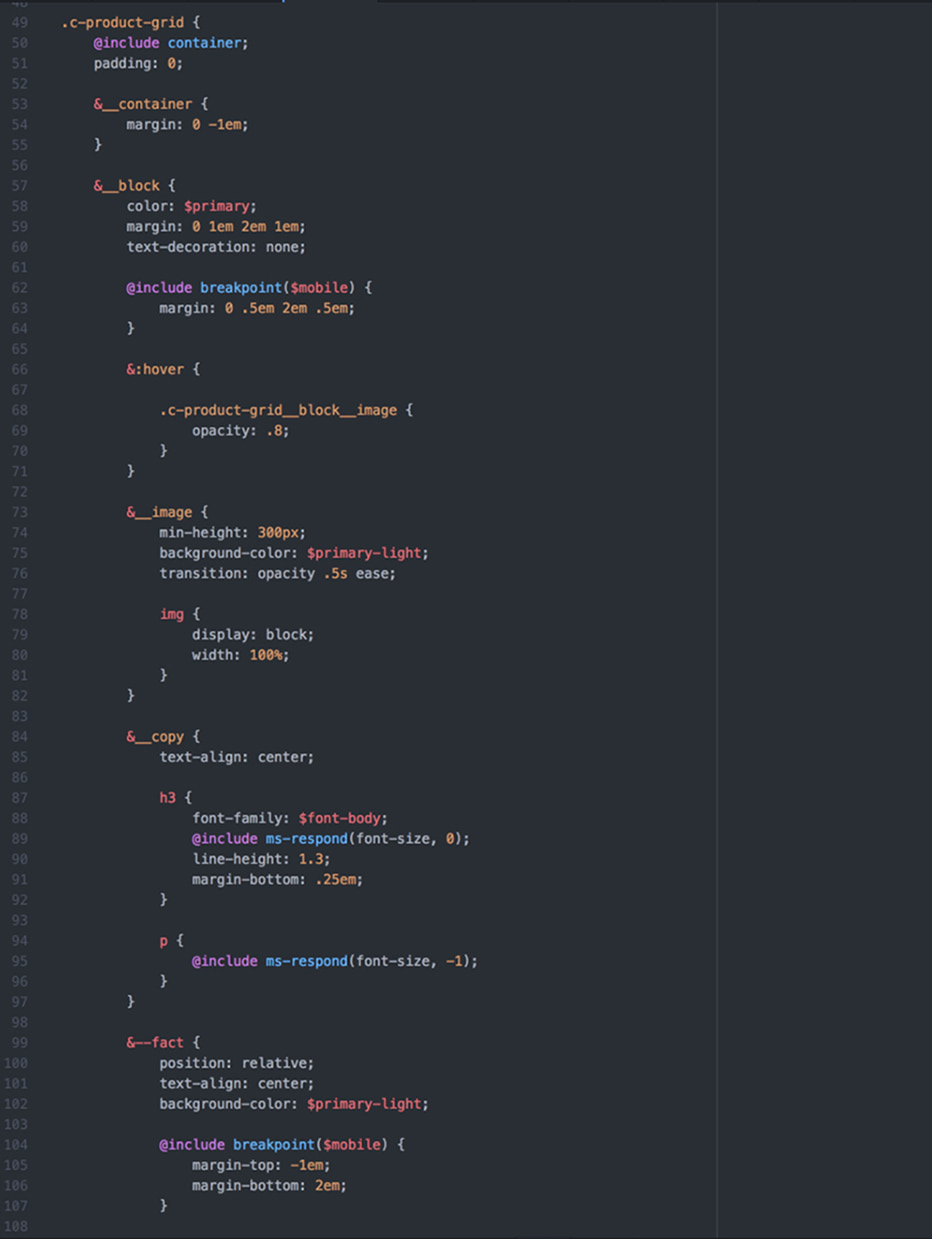 49 .c-product-grid {
50 @include container;
51 padding: 0;
52
53 &__container {
54 margin: 0 -1em;
55 }
56
57 &__block {
58 color: $primary;
59 margin: 0 1em 2em 1em;
60 text-decoration: none;
61
62 @include breakpoint($mobile) {
63 margin: 0 .5em 2em .5em;
64 }
65
66 &:hover {
67
68 .c-product-grid__block__image {
69 opacity: .8;
70 }
71 }
72
73 &__image {
74 min-height: 300px;
75 background-color: $primary-light;
76 transition: opacity .5s ease;
77
78 img {
79 display: block;
80 width: 100%;
81 }
82 }
83
84 &__copy {
85 text-align: center;
86
87 h3 {
88 font-family: $font-body;
89 @include ms-respond(font-size, 0);
90 line-height: 1.3;
91 margin-bottom: .25em;
92 }
93
94 p {
95 @include ms-respond(font-size, -1);
96 }
97 }
98
99 &--fact {
100 position: relative;
101 text-align: center;
102 background-color: $primary-light;
103
104 @include breakpoint($mobile) {
105 margin-top: -1em;
106 margin-bottom: 2em;
107 }
108